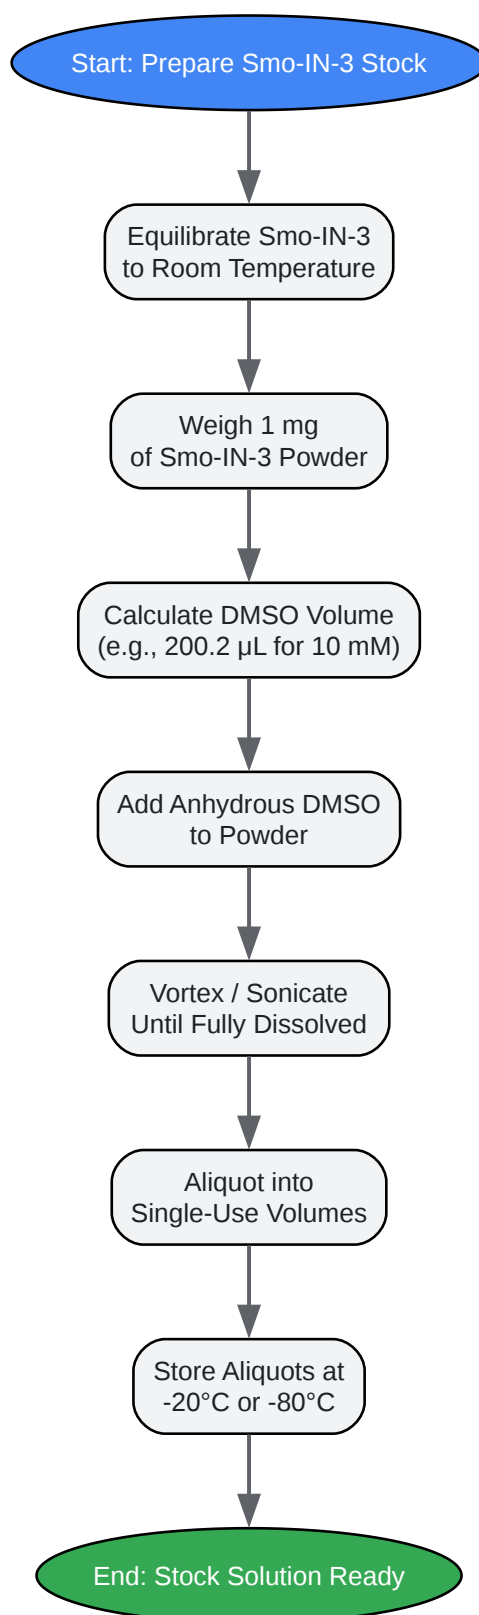 Start: Prepare Smo-IN-3 Stock
Equilibrate Smo-IN-3
to Room Temperature
Weigh 1 mg
of Smo-IN-3 Powder
Calculate DMSO Volume
(e.g., 200.2 µL for 10 mM)
Add Anhydrous DMSO
to Powder
Vortex / Sonicate
Until Fully Dissolved
Aliquot into
Single-Use Volumes
Store Aliquots at
-20°C or -80°C
End: Stock Solution Ready